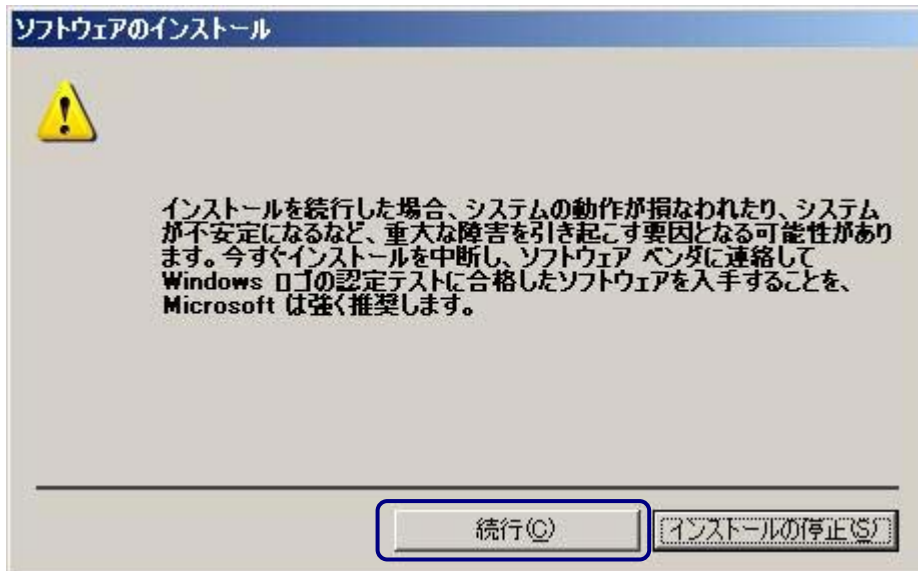 ソフトウェアのインストール
インストールを続行した場合、システムの動作が損なわれたり、システム
が不安定になるなど、重大な障害を引き起こす要因となる可能性があり
ます。今すぐインストールを中断し、ソフトウェア ベンダに連絡して
Windows ロゴの認定テストに合格したソフトウェアを入手することを、
Microsoft は強く推奨します。
続行(C)
インストールの停止(S)